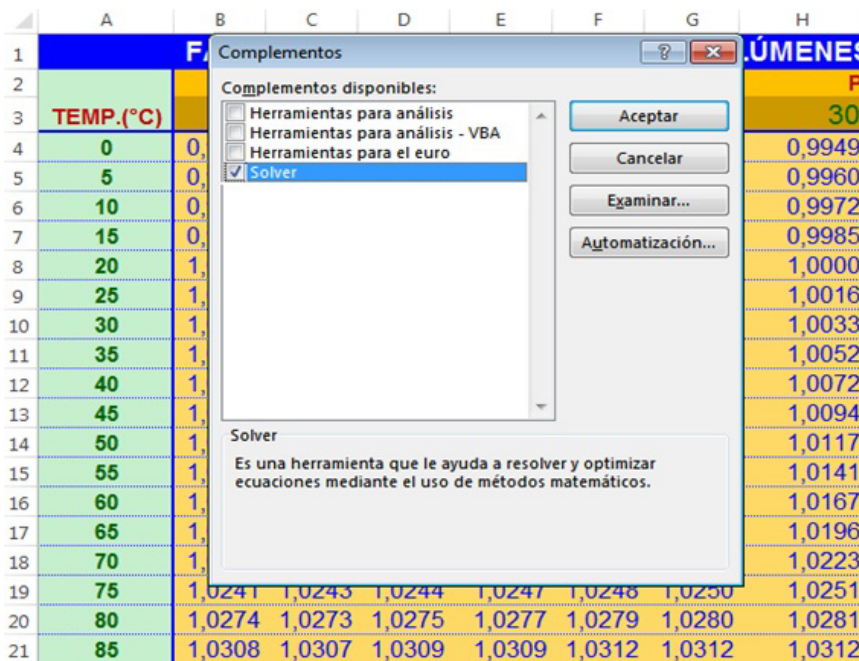 A B C D E F G H
1 FA LÚMENES
2
3 TEMP.(°C) 30
Complementos
Complementos disponibles:
Herramientas para análisis
Herramientas para análisis - VBA
Herramientas para el euro
Solver
Aceptar
Cancelar
Examinar...
Automatización...
Solver
Es una herramienta que le ayuda a resolver y optimizar
ecuaciones mediante el uso de métodos matemáticos.
4 0 0, 0,9949
5 5 0, 0,9960
6 10 0, 0,9972
7 15 0, 0,9985
8 20 1, 1,0000
9 25 1, 1,0016
10 30 1, 1,0033
11 35 1, 1,0052
12 40 1, 1,0072
13 45 1, 1,0094
14 50 1, 1,0117
15 55 1, 1,0141
16 60 1, 1,0167
17 65 1, 1,0196
18 70 1, 1,0223
19 75 1,0241 1,0243 1,0244 1,0247 1,0248 1,0250 1,0251
20 80 1,0274 1,0273 1,0275 1,0277 1,0279 1,0280 1,0281
21 85 1,0308 1,0307 1,0309 1,0309 1,0312 1,0312 1,0312